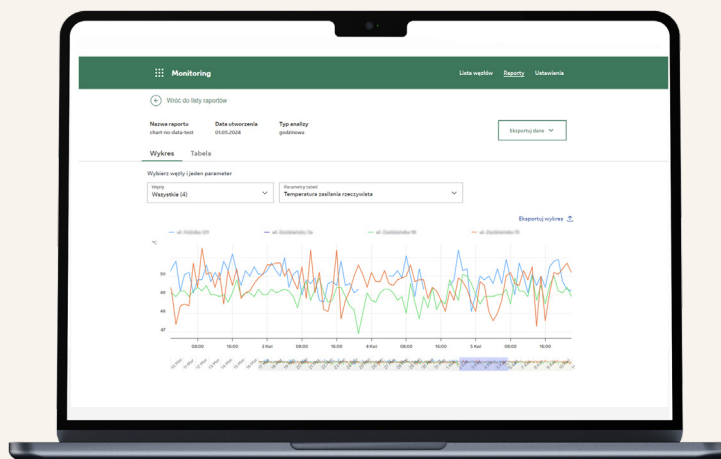 Monitoring
Lista węzłów Raporty Ustawienia
Wróć do listy raportów
Nazwa raportu Data utworzenia Typ analizy
chart-no-data-test 01.05.2024 godzinowa
Eksportuj dane
Wykres Tabela
Wybierz węzły i jeden parameter
Węzły
Wszystkie (4)
Parametry tabeli
Temperatura zasilania rzeczywista
Eksportuj wykres
°C
50
49
48
47
08:00 16:00 2 Kwi 08:00 16:00 4 Kwi 08:00 16:00 5 Kwi 08:00 16:00